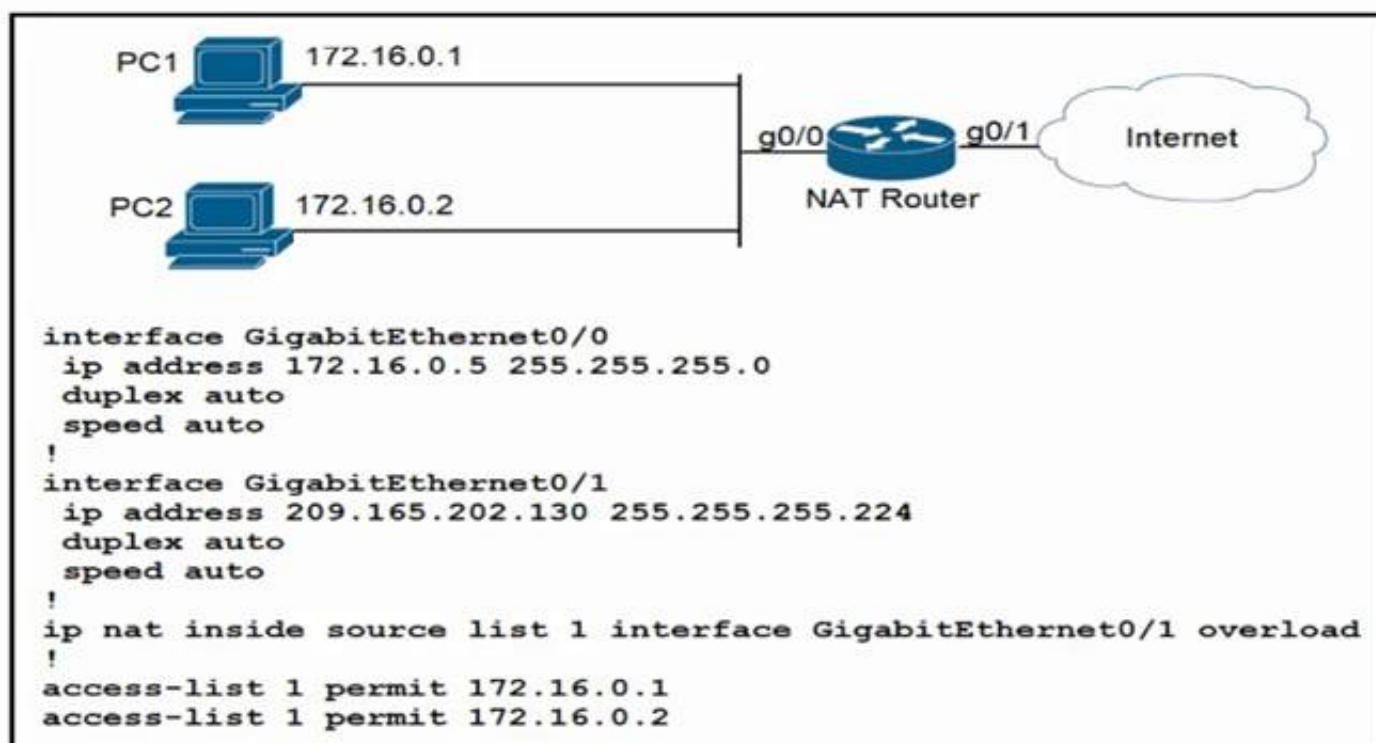 PC1
172.16.0.1
g0/0
g0/1
Internet
PC2
172.16.0.2
NAT Router
interface GigabitEthernet0/0
 ip address 172.16.0.5 255.255.255.0
 duplex auto
 speed auto
!
interface GigabitEthernet0/1
 ip address 209.165.202.130 255.255.255.224
 duplex auto
 speed auto
!
ip nat inside source list 1 interface GigabitEthernet0/1 overload
!
access-list 1 permit 172.16.0.1
access-list 1 permit 172.16.0.2